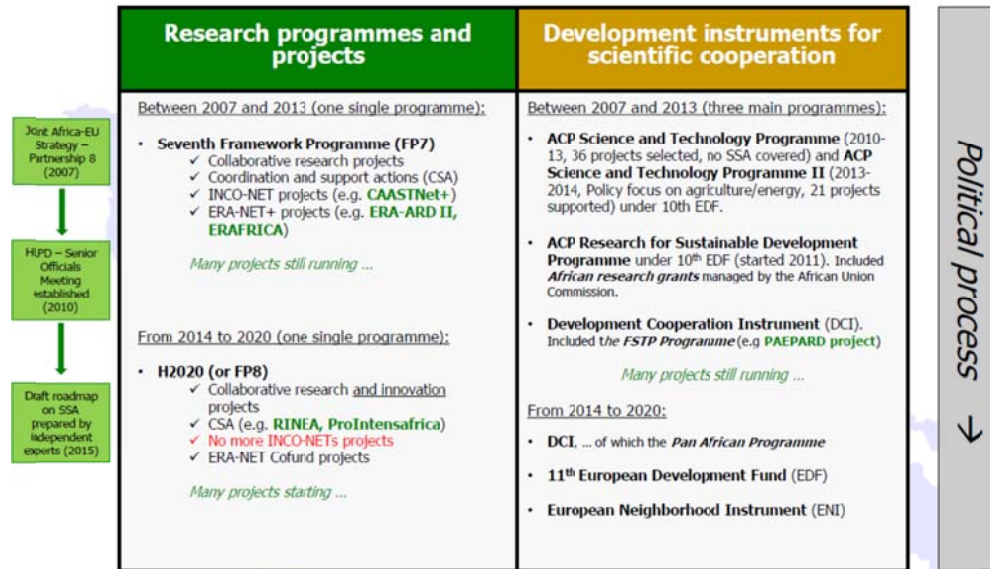 Joint Africa-EU
Strategy –
Partnership 8
(2007)
HLPD – Senior
Officials
Meeting
established
(2010)
Draft roadmap
on SSA
prepared by
independent
experts (2015)
Research programmes and
projects
Between 2007 and 2013 (one single programme):
• Seventh Framework Programme (FP7)
✓ Collaborative research projects
✓ Coordination and support actions (CSA)
✓ INCO-NET projects (e.g. CAASTNet+)
✓ ERA-NET+ projects (e.g. ERA-ARD II,
ERAFRICA)
Many projects still running ...
From 2014 to 2020 (one single programme):
• H2020 (or FP8)
✓ Collaborative research and innovation
projects
✓ CSA (e.g. RINEA, ProIntensafrica)
✓ No more INCO-NETs projects
✓ ERA-NET Cofund projects
Many projects starting ...
Development instruments for
scientific cooperation
Between 2007 and 2013 (three main programmes):
• ACP Science and Technology Programme (2010-
13, 36 projects selected, no SSA covered) and ACP
Science and Technology Programme II (2013-
2014, Policy focus on agriculture/energy, 21 projects
supported) under 10th EDF.
• ACP Research for Sustainable Development
Programme under 10th EDF (started 2011). Included
African research grants managed by the African Union
Commission.
• Development Cooperation Instrument (DCI).
Included the FSTP Programme (e.g PAEPARD project)
Many projects still running ...
From 2014 to 2020:
• DCI, ... of which the Pan African Programme
• 11th European Development Fund (EDF)
• European Neighborhood Instrument (ENI)
Political process →